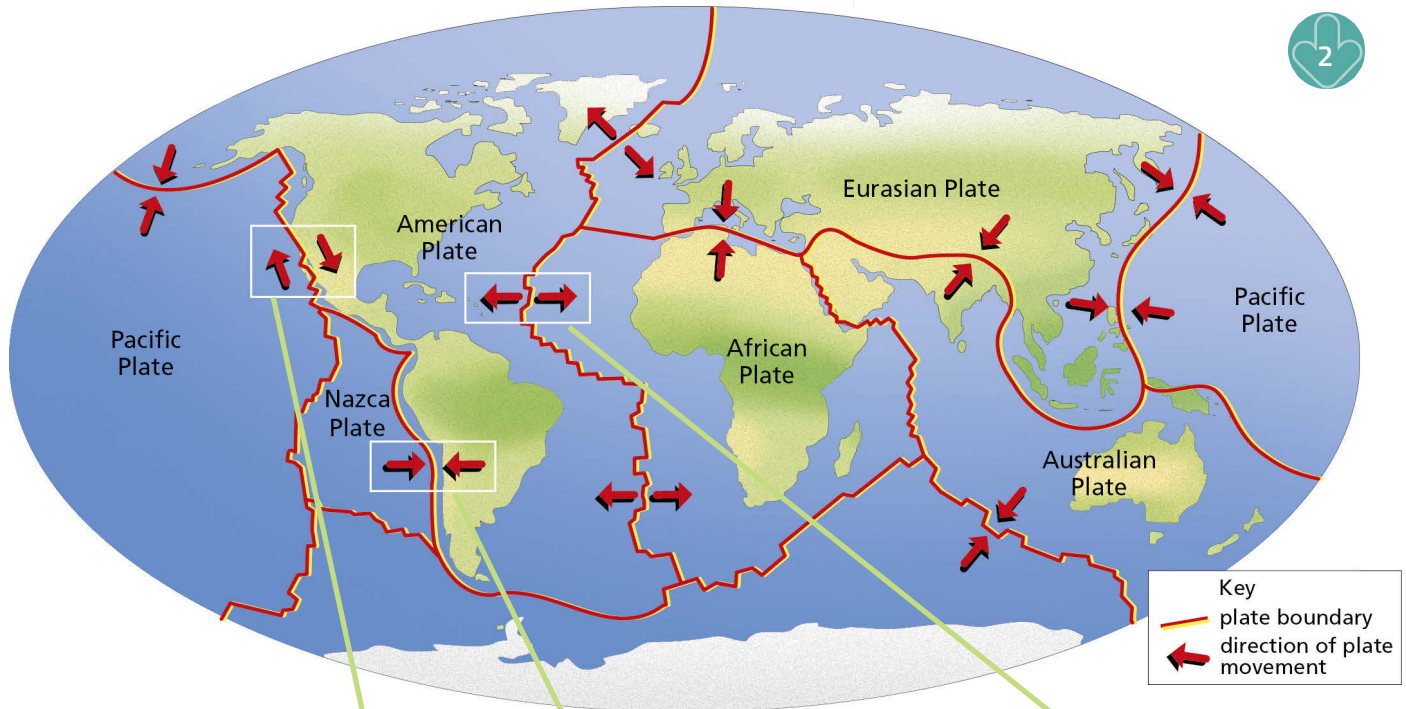 2
Eurasian Plate
American
Plate
Pacific
Plate
Pacific
Plate
African
Plate
Nazca
Plate
Australian
Plate
Key
plate boundary
direction of plate
movement